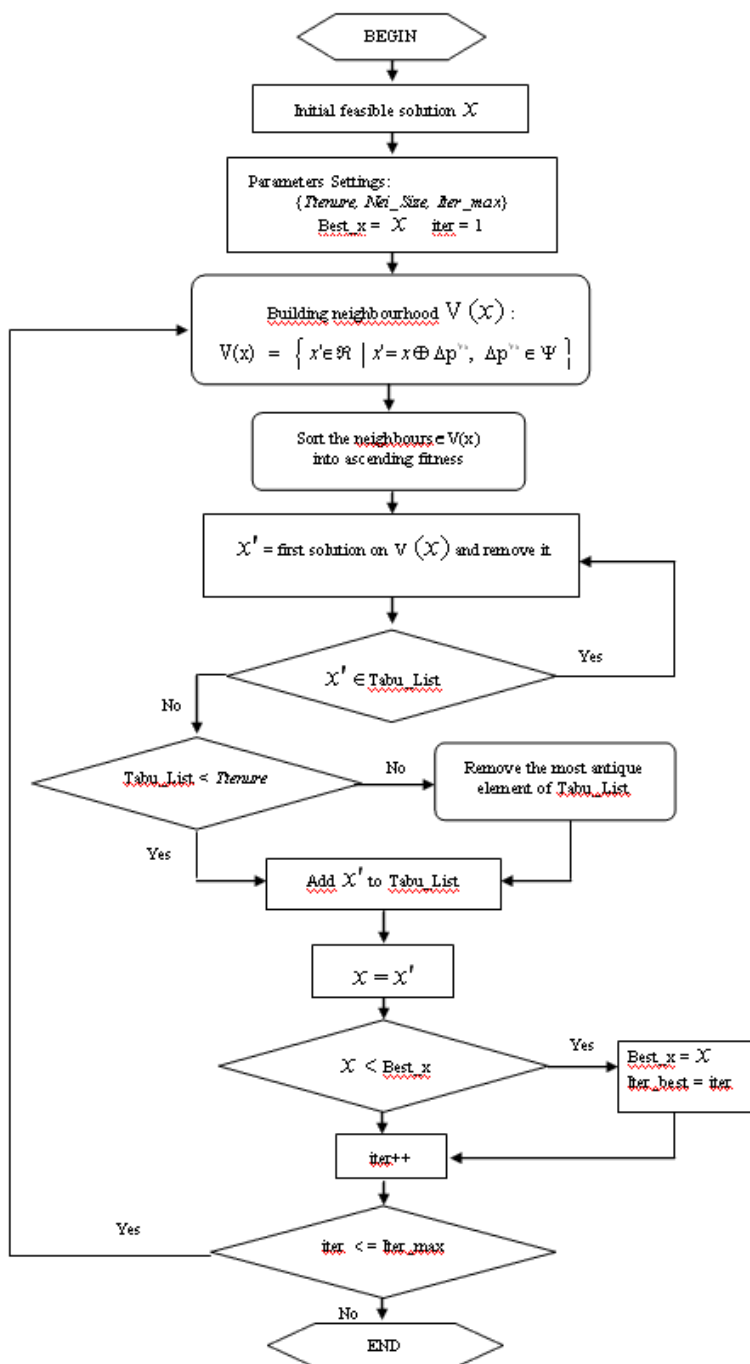 BEGIN
Initial feasible solution x
Parameters Settings:
{Ttenure, Nei_Size, Iter_max}
Best_x = x iter = 1
Building neighbourhood V (x) :
V(x) = { x'∈ ℜ | x'= x ⊕ Δp , Δp ∈ Ψ }
Sort the neighbours∈V(x)
into ascending fitness
x' = first solution on V (x) and remove it
x' ∈ Tabu_List
Yes
No
Tabu_List < Ttenure
No
Remove the most antique
element of Tabu_List
Yes
Add x' to Tabu_List
x = x'
x < Best_x
Yes
Best_x = x
Iter_best = iter
iter++
Yes
iter <= Iter_max
No
END